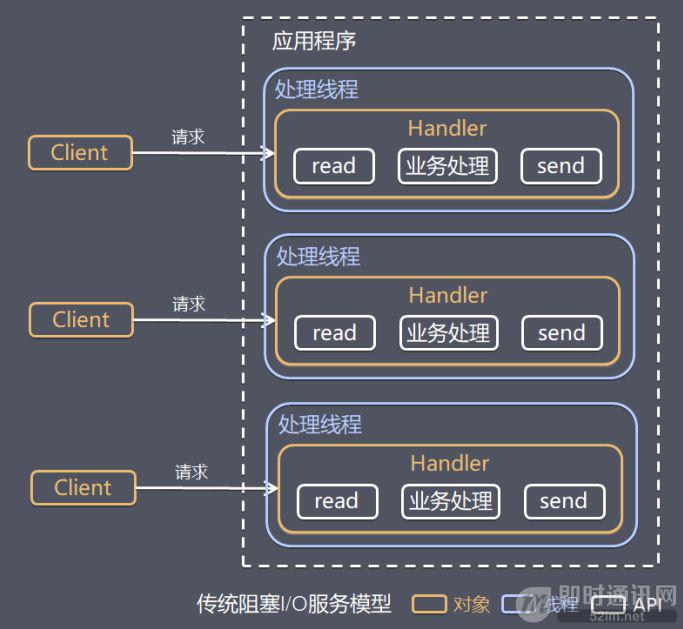 应用程序
处理线程
Handler
Client
请求
read
业务处理
send
处理线程
Handler
Client
请求
read
业务处理
send
处理线程
Handler
Client
请求
read
业务处理
send
传统阻塞I/O服务模型
对象
线程
API
即时通讯网
52im.net